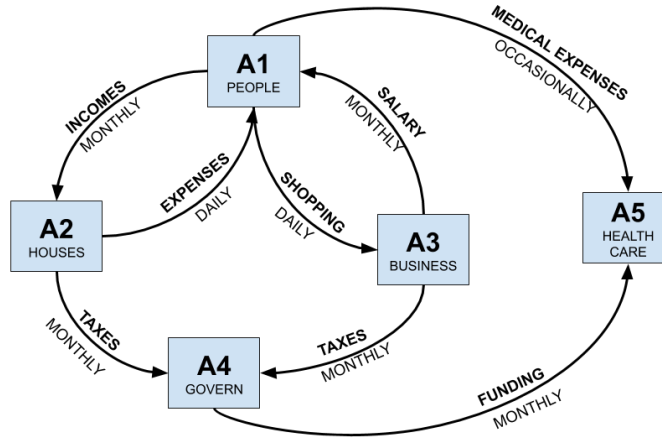 A1
PEOPLE
INCOMES
MONTHLY
SALARY
MONTHLY
MEDICAL EXPENSES
OCCASIONALLY
EXPENSES
DAILY
SHOPPING
DAILY
A2
HOUSES
A3
BUSINESS
A5
HEALTH
CARE
TAXES
MONTHLY
TAXES
MONTHLY
A4
GOVERN
FUNDING
MONTHLY